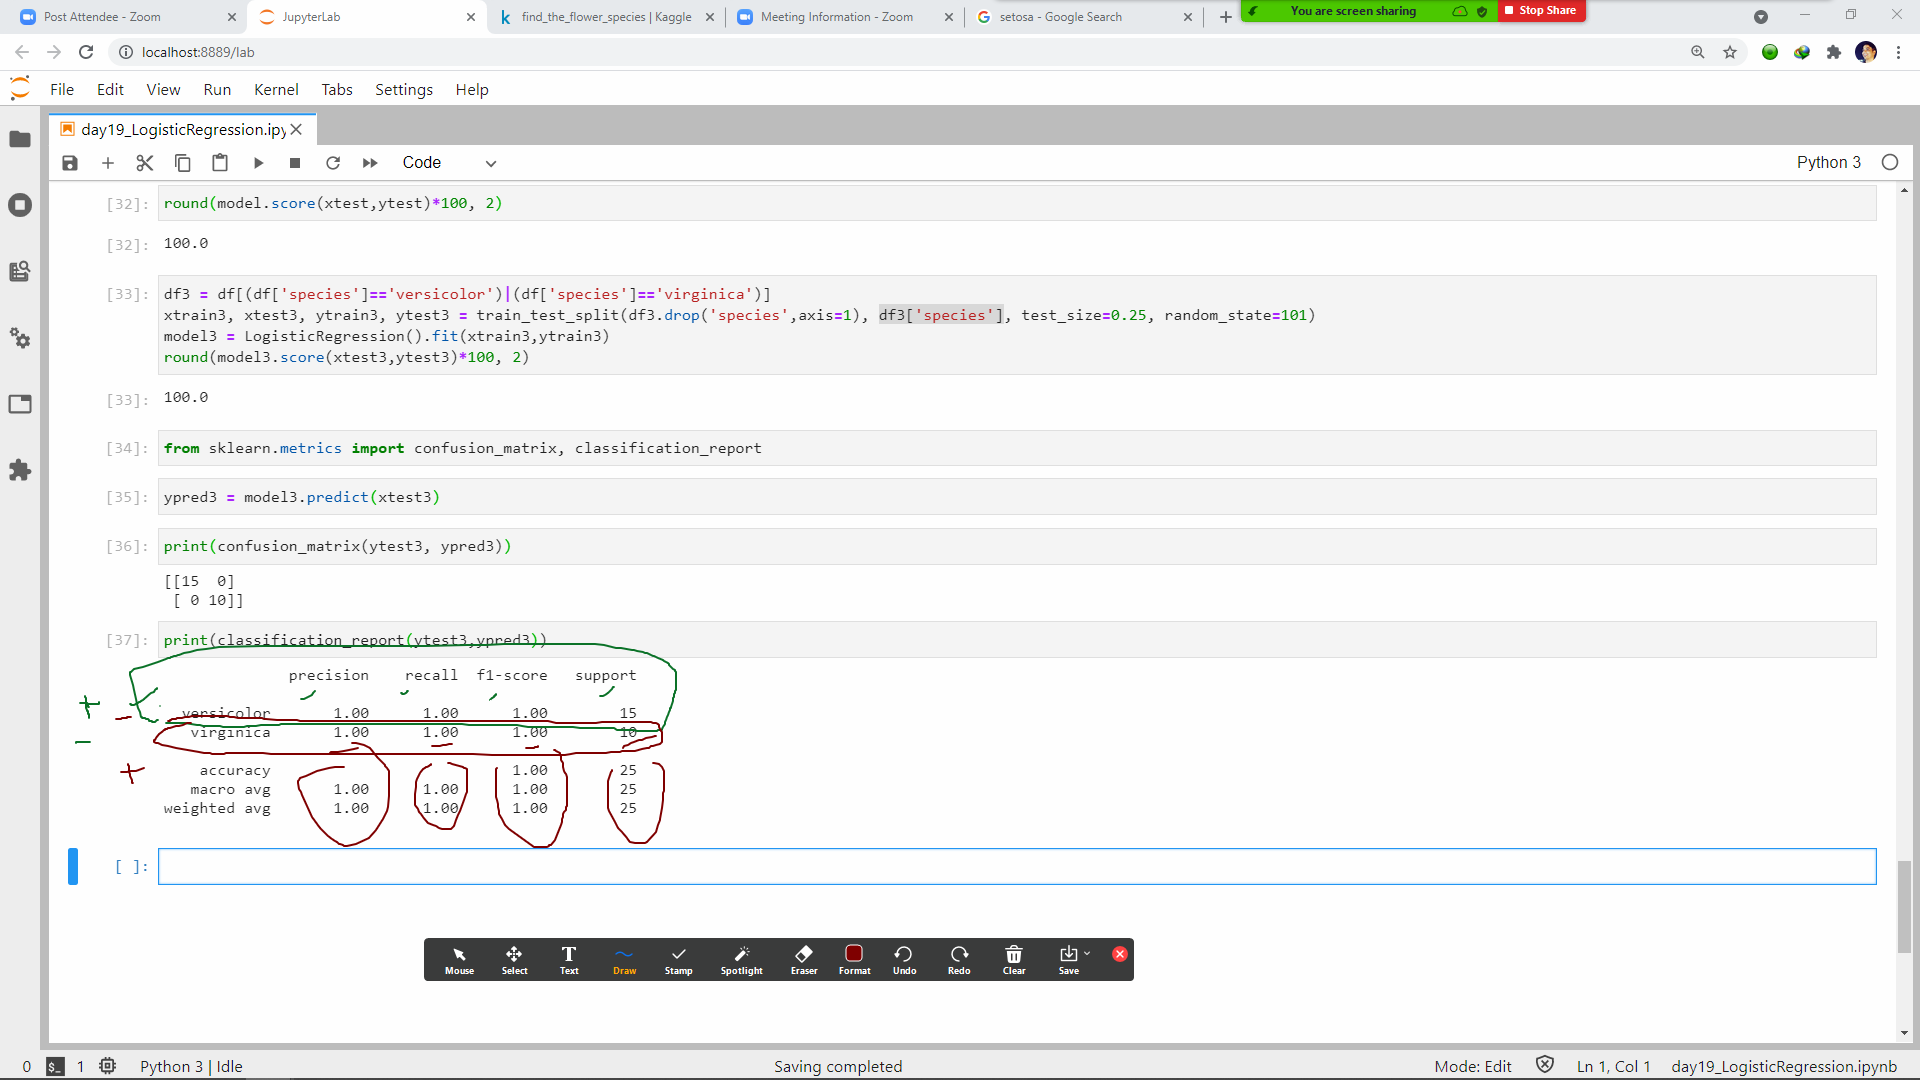 Post Attendee - Zoom
JupyterLab
find_the_flower_species | Kaggle
Meeting Information - Zoom
setosa - Google Search
You are screen sharing
Stop Share
localhost:8889/lab
File Edit View Run Kernel Tabs Settings Help
day19_LogisticRegression.ipy
Code
Python 3
[32]: round(model.score(xtest,ytest)*100, 2)
[32]: 100.0
[33]: df3 = df[(df['species']=='versicolor')|(df['species']=='virginica')]
xtrain3, xtest3, ytrain3, ytest3 = train_test_split(df3.drop('species',axis=1), df3['species'], test_size=0.25, random_state=101)
model3 = LogisticRegression().fit(xtrain3,ytrain3)
round(model3.score(xtest3,ytest3)*100, 2)
[33]: 100.0
[34]: from sklearn.metrics import confusion_matrix, classification_report
[35]: ypred3 = model3.predict(xtest3)
[36]: print(confusion_matrix(ytest3, ypred3))
[[15 0]
[ 0 10]]
[37]: print(classification_report(ytest3,ypred3))
precision recall f1-score support
+ - versicolor 1.00 1.00 1.00 15
- virginica 1.00 1.00 1.00 10
+ accuracy 1.00 25
macro avg 1.00 1.00 1.00 25
weighted avg 1.00 1.00 1.00 25
[ ]:
Mouse Select Text Draw Stamp Spotlight Eraser Format Undo Redo Clear Save
0 $_ 1 Python 3 | Idle Saving completed Mode: Edit Ln 1, Col 1 day19_LogisticRegression.ipynb